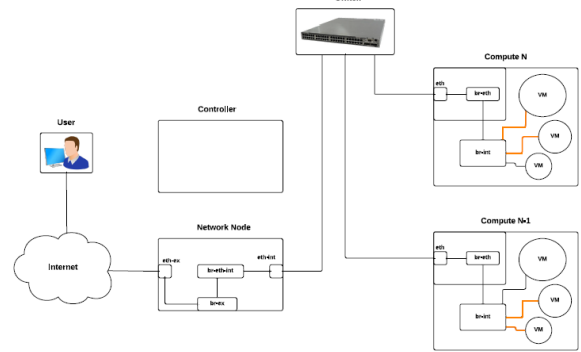 Compute N
eth
br-eth
VM
br-int
VM
VM
Controller
User
Network Node
eth-ex
eth-int
br-eth-int
br-ex
Internet
Compute N-1
eth
br-eth
VM
br-int
VM
VM